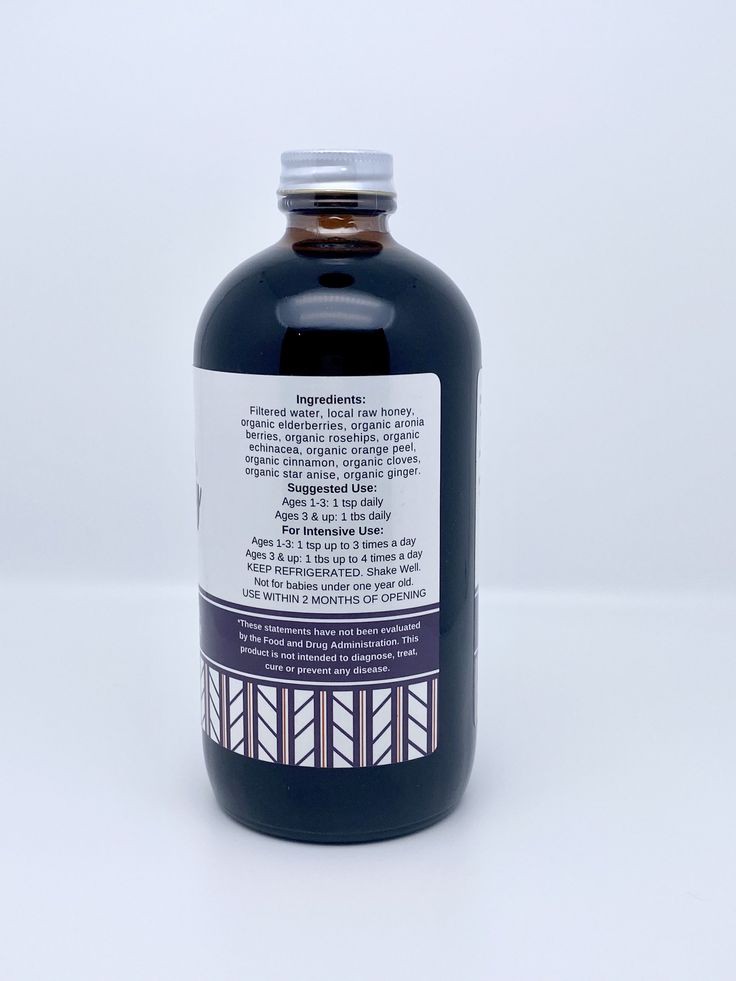 Ingredients:
Filtered water, local raw honey,
organic elderberries, organic aronia
berries, organic rosehips, organic
echinacea, organic orange peel,
organic cinnamon, organic cloves,
organic star anise, organic ginger.
Suggested Use:
Ages 1-3: 1 tsp daily
Ages 3 & up: 1 tbs daily
For Intensive Use:
Ages 1-3: 1 tsp up to 3 times a day
Ages 3 & up: 1 tbs up to 4 times a day
KEEP REFRIGERATED. Shake Well.
Not for babies under one year old.
USE WITHIN 2 MONTHS OF OPENING
*These statements have not been evaluated
by the Food and Drug Administration. This
product is not intended to diagnose, treat,
cure or prevent any disease.